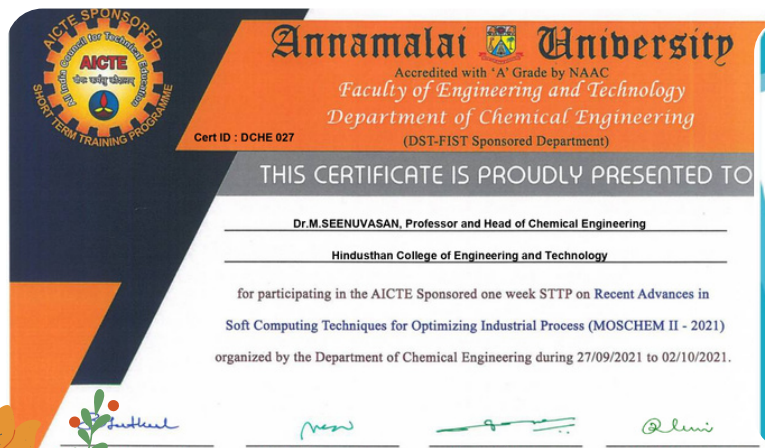 AICTE SPONSORED
All India Council for Technical Education
AICTE
SHORT TERM TRAINING PROGRAMME
Annamalai University
Accredited with 'A' Grade by NAAC
Faculty of Engineering and Technology
Department of Chemical Engineering
Cert ID : DCHE 027
(DST-FIST Sponsored Department)
THIS CERTIFICATE IS PROUDLY PRESENTED TO
Dr.M.SEENUVASAN, Professor and Head of Chemical Engineering
Hindusthan College of Engineering and Technology
for participating in the AICTE Sponsored one week STTP on Recent Advances in
Soft Computing Techniques for Optimizing Industrial Process (MOSCHEM II - 2021)
organized by the Department of Chemical Engineering during 27/09/2021 to 02/10/2021.